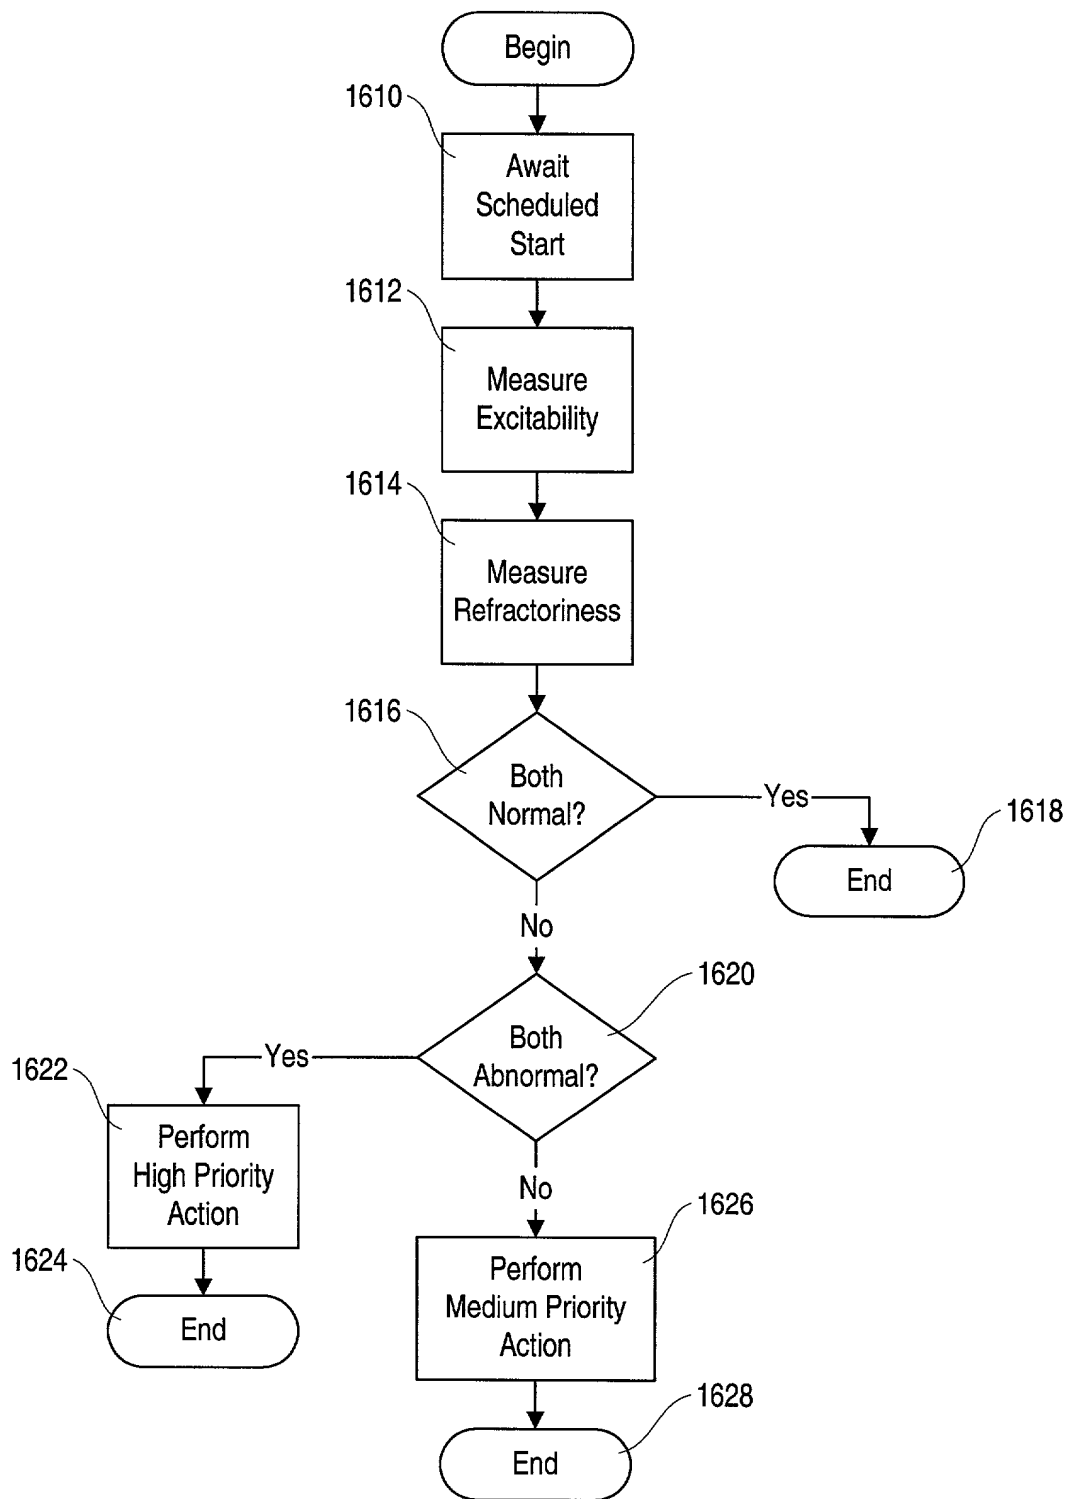 Begin
1610
Await
Scheduled
Start
1612
Measure
Excitability
1614
Measure
Refractoriness
1616
Both
Normal?
Yes
1618
End
No
1620
Both
Abnormal?
Yes
1622
Perform
High Priority
Action
No
1626
1624
End
Perform
Medium Priority
Action
1628
End